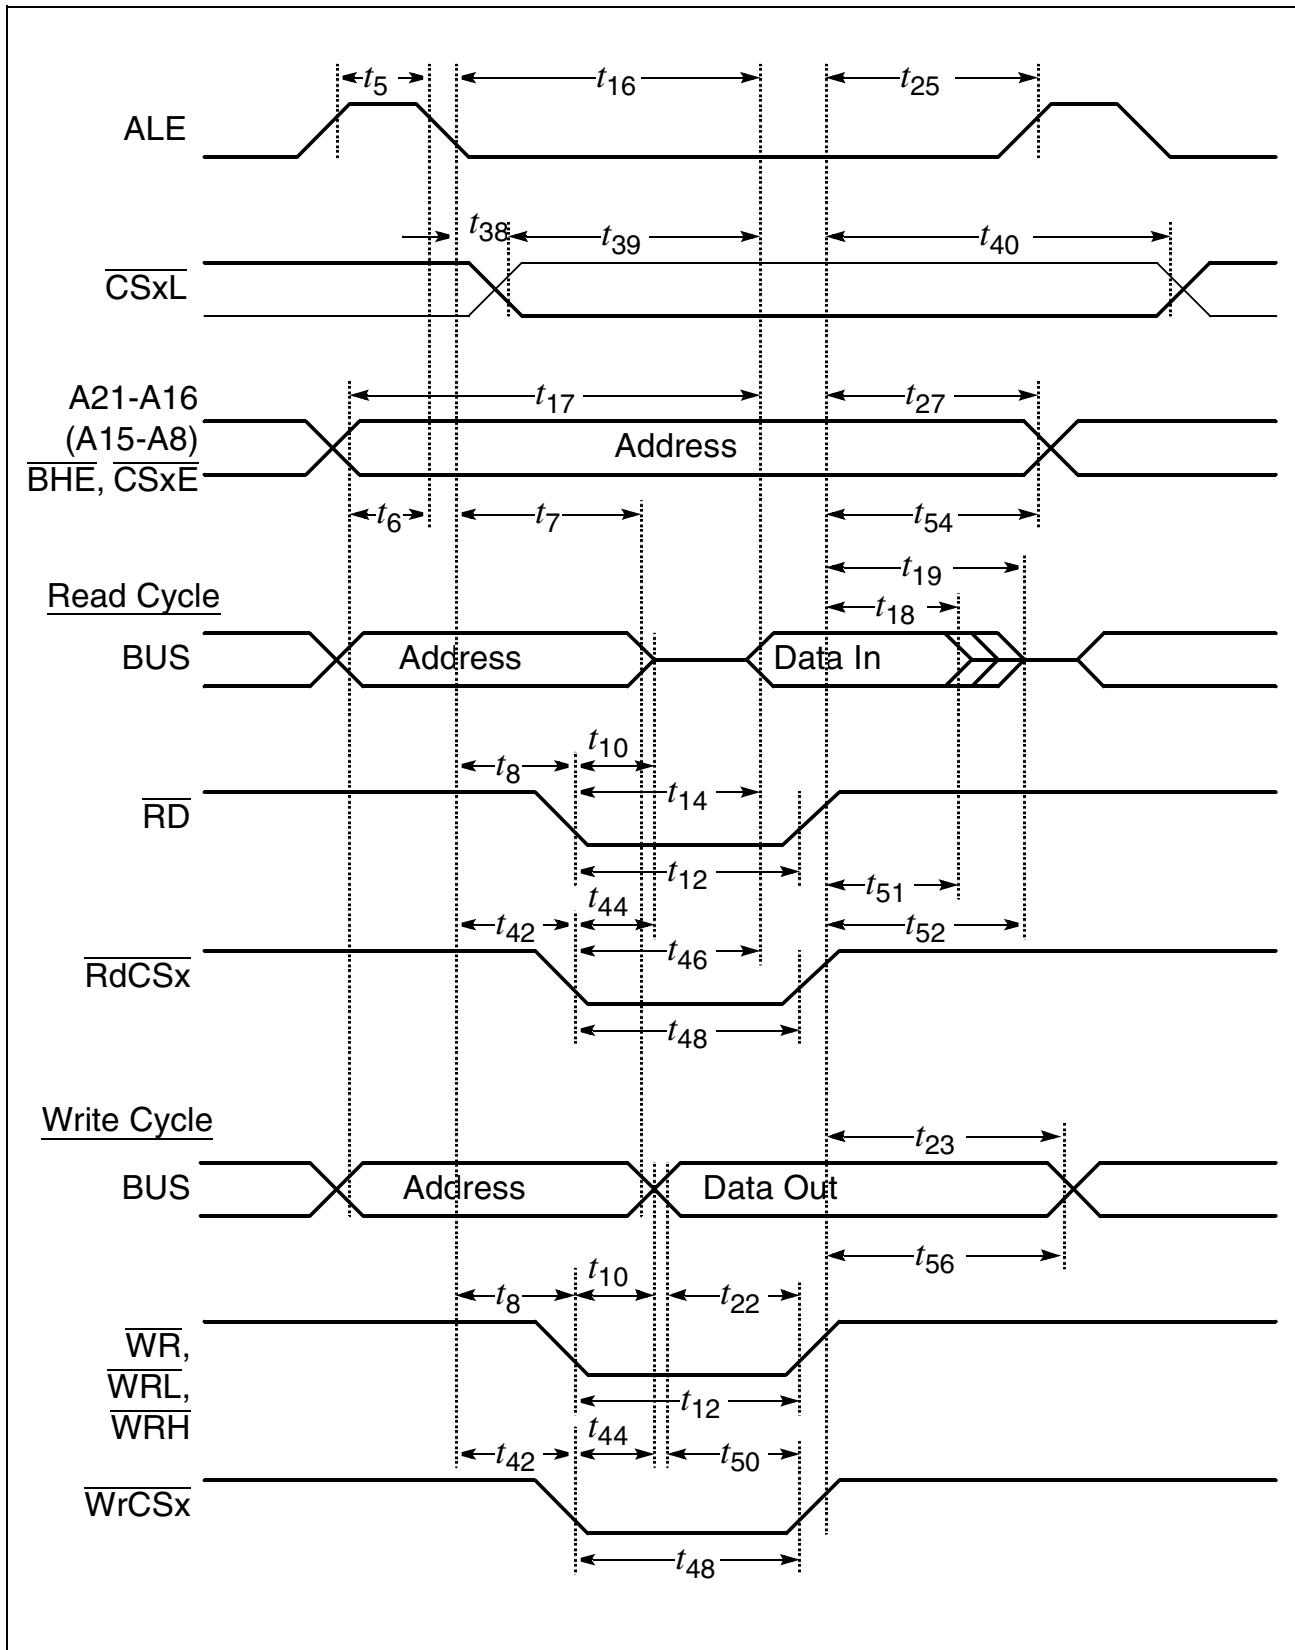 t5 t16 t25
ALE
t38 t39 t40
CSxL
A21-A16 t17 t27
(A15-A8) Address
BHE, CSxE
t6 t7 t54
t19
Read Cycle t18
BUS Address Data In
t10
t8 t14
RD
t12 t51
t44
t42 t46 t52
RdCSx
t48
Write Cycle
t23
BUS Address Data Out
t56
t10
t8 t22
WR,
WRL,
t12
WRH
t44
t42 t50
WrCSx
t48